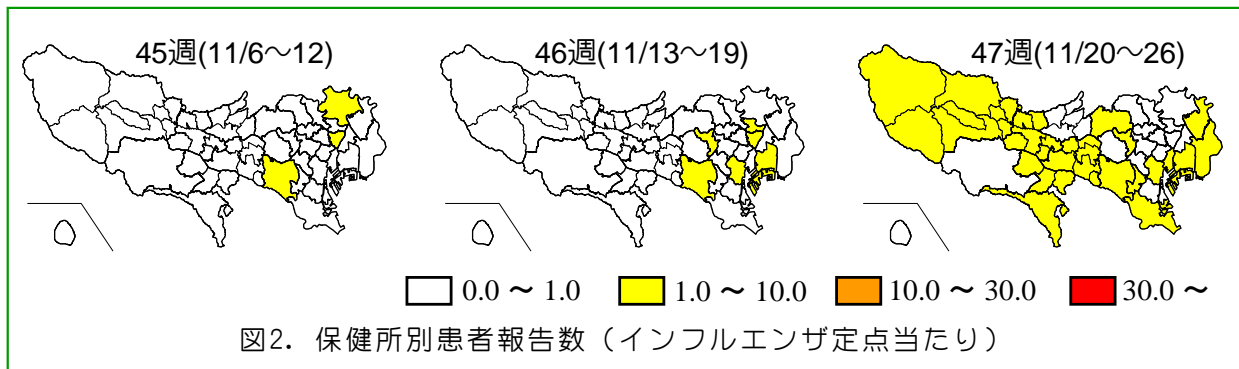 45週(11/6～12)
46週(11/13～19)
47週(11/20～26)
0.0 ～ 1.0
1.0 ～ 10.0
10.0 ～ 30.0
30.0 ～
図2. 保健所別患者報告数（インフルエンザ定点当たり）